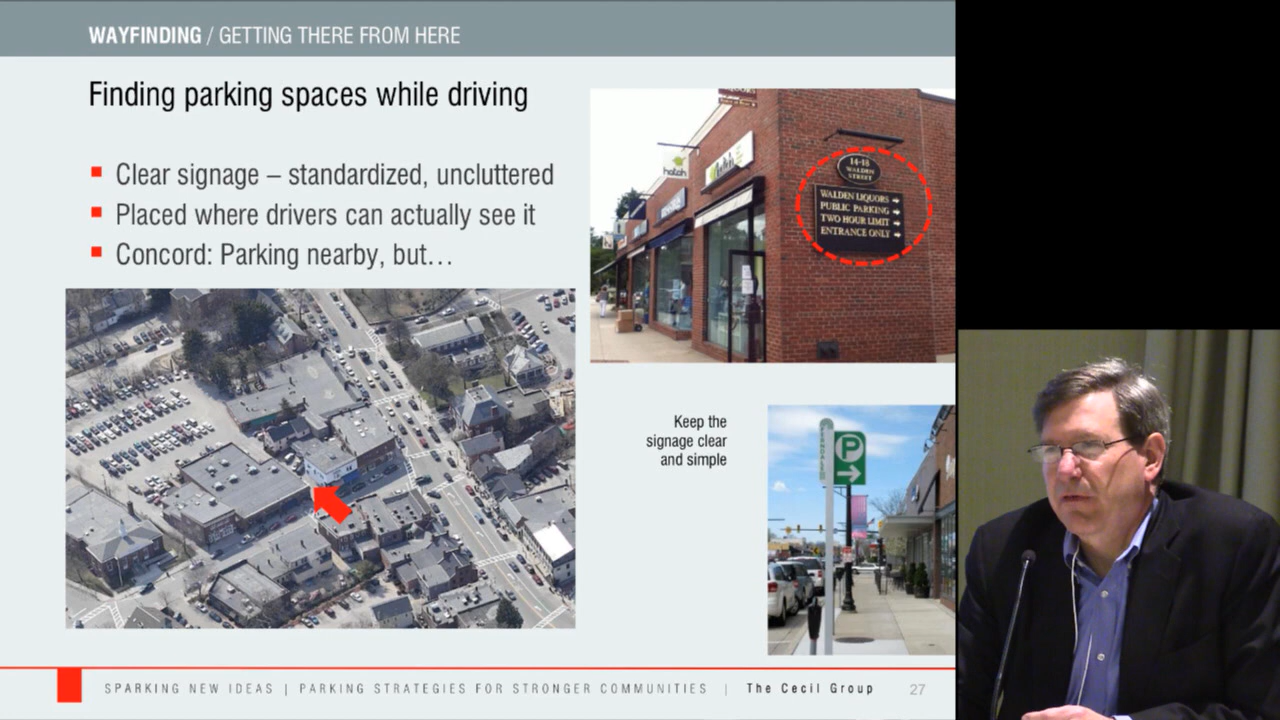 WAYFINDING / GETTING THERE FROM HERE
Finding parking spaces while driving
Clear signage – standardized, uncluttered
Placed where drivers can actually see it
Concord: Parking nearby, but…
hatch
14-18
WALDEN
STREET
WALDEN LIQUORS
PUBLIC PARKING
TWO HOUR LIMIT
ENTRANCE ONLY
Keep the
signage clear
and simple
FERNDALE
P
SPARKING NEW IDEAS | PARKING STRATEGIES FOR STRONGER COMMUNITIES | The Cecil Group 27